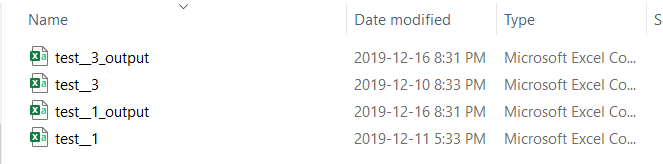 Name Date modified Type S
test__3_output 2019-12-16 8:31 PM Microsoft Excel Co...
test__3 2019-12-10 8:33 PM Microsoft Excel Co...
test__1_output 2019-12-16 8:31 PM Microsoft Excel Co...
test__1 2019-12-11 5:33 PM Microsoft Excel Co...